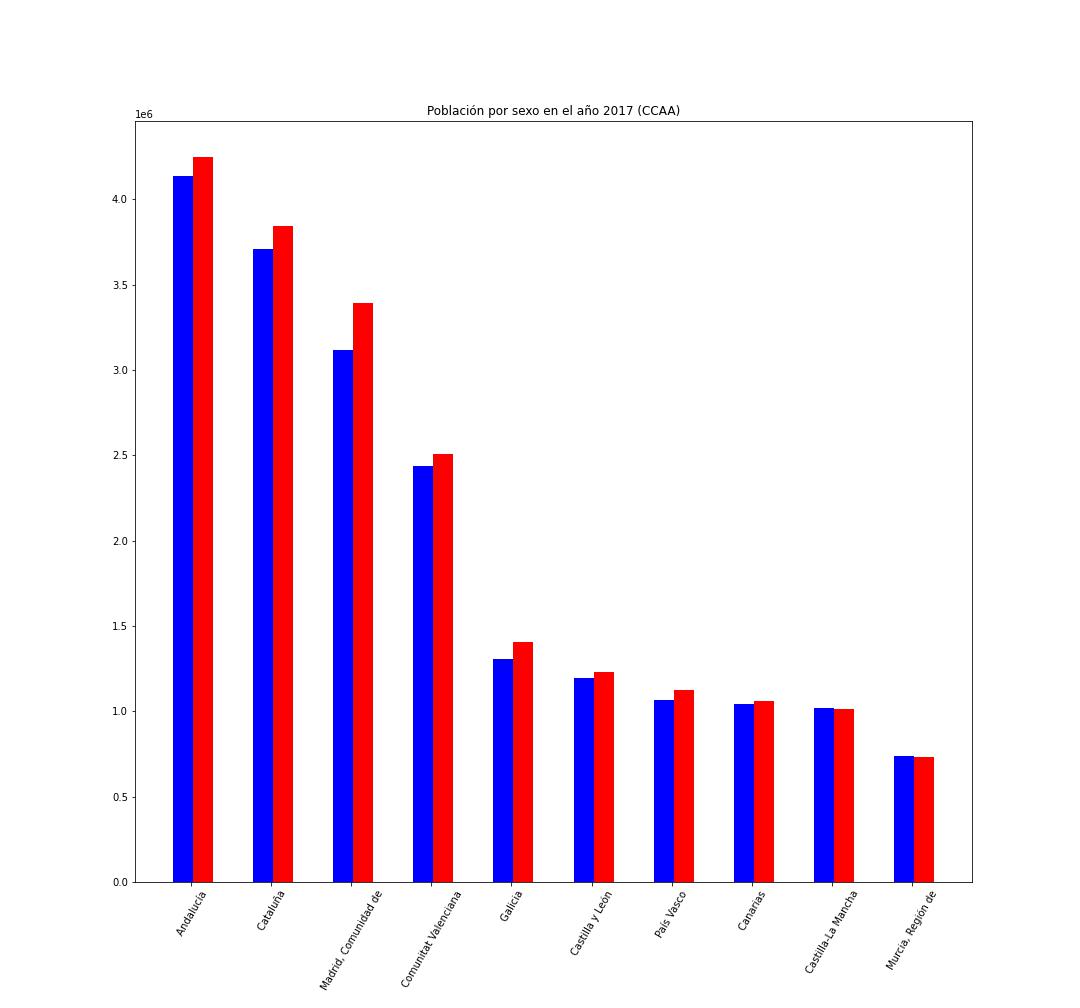 Población por sexo en el año 2017 (CCAA)
1e6
4.0
3.5
3.0
2.5
2.0
1.5
1.0
0.5
0.0
Andalucía
Cataluña
Madrid, Comunidad de
Comunitat Valenciana
Galicia
Castilla y León
País Vasco
Canarias
Castilla-La Mancha
Murcia, Región de